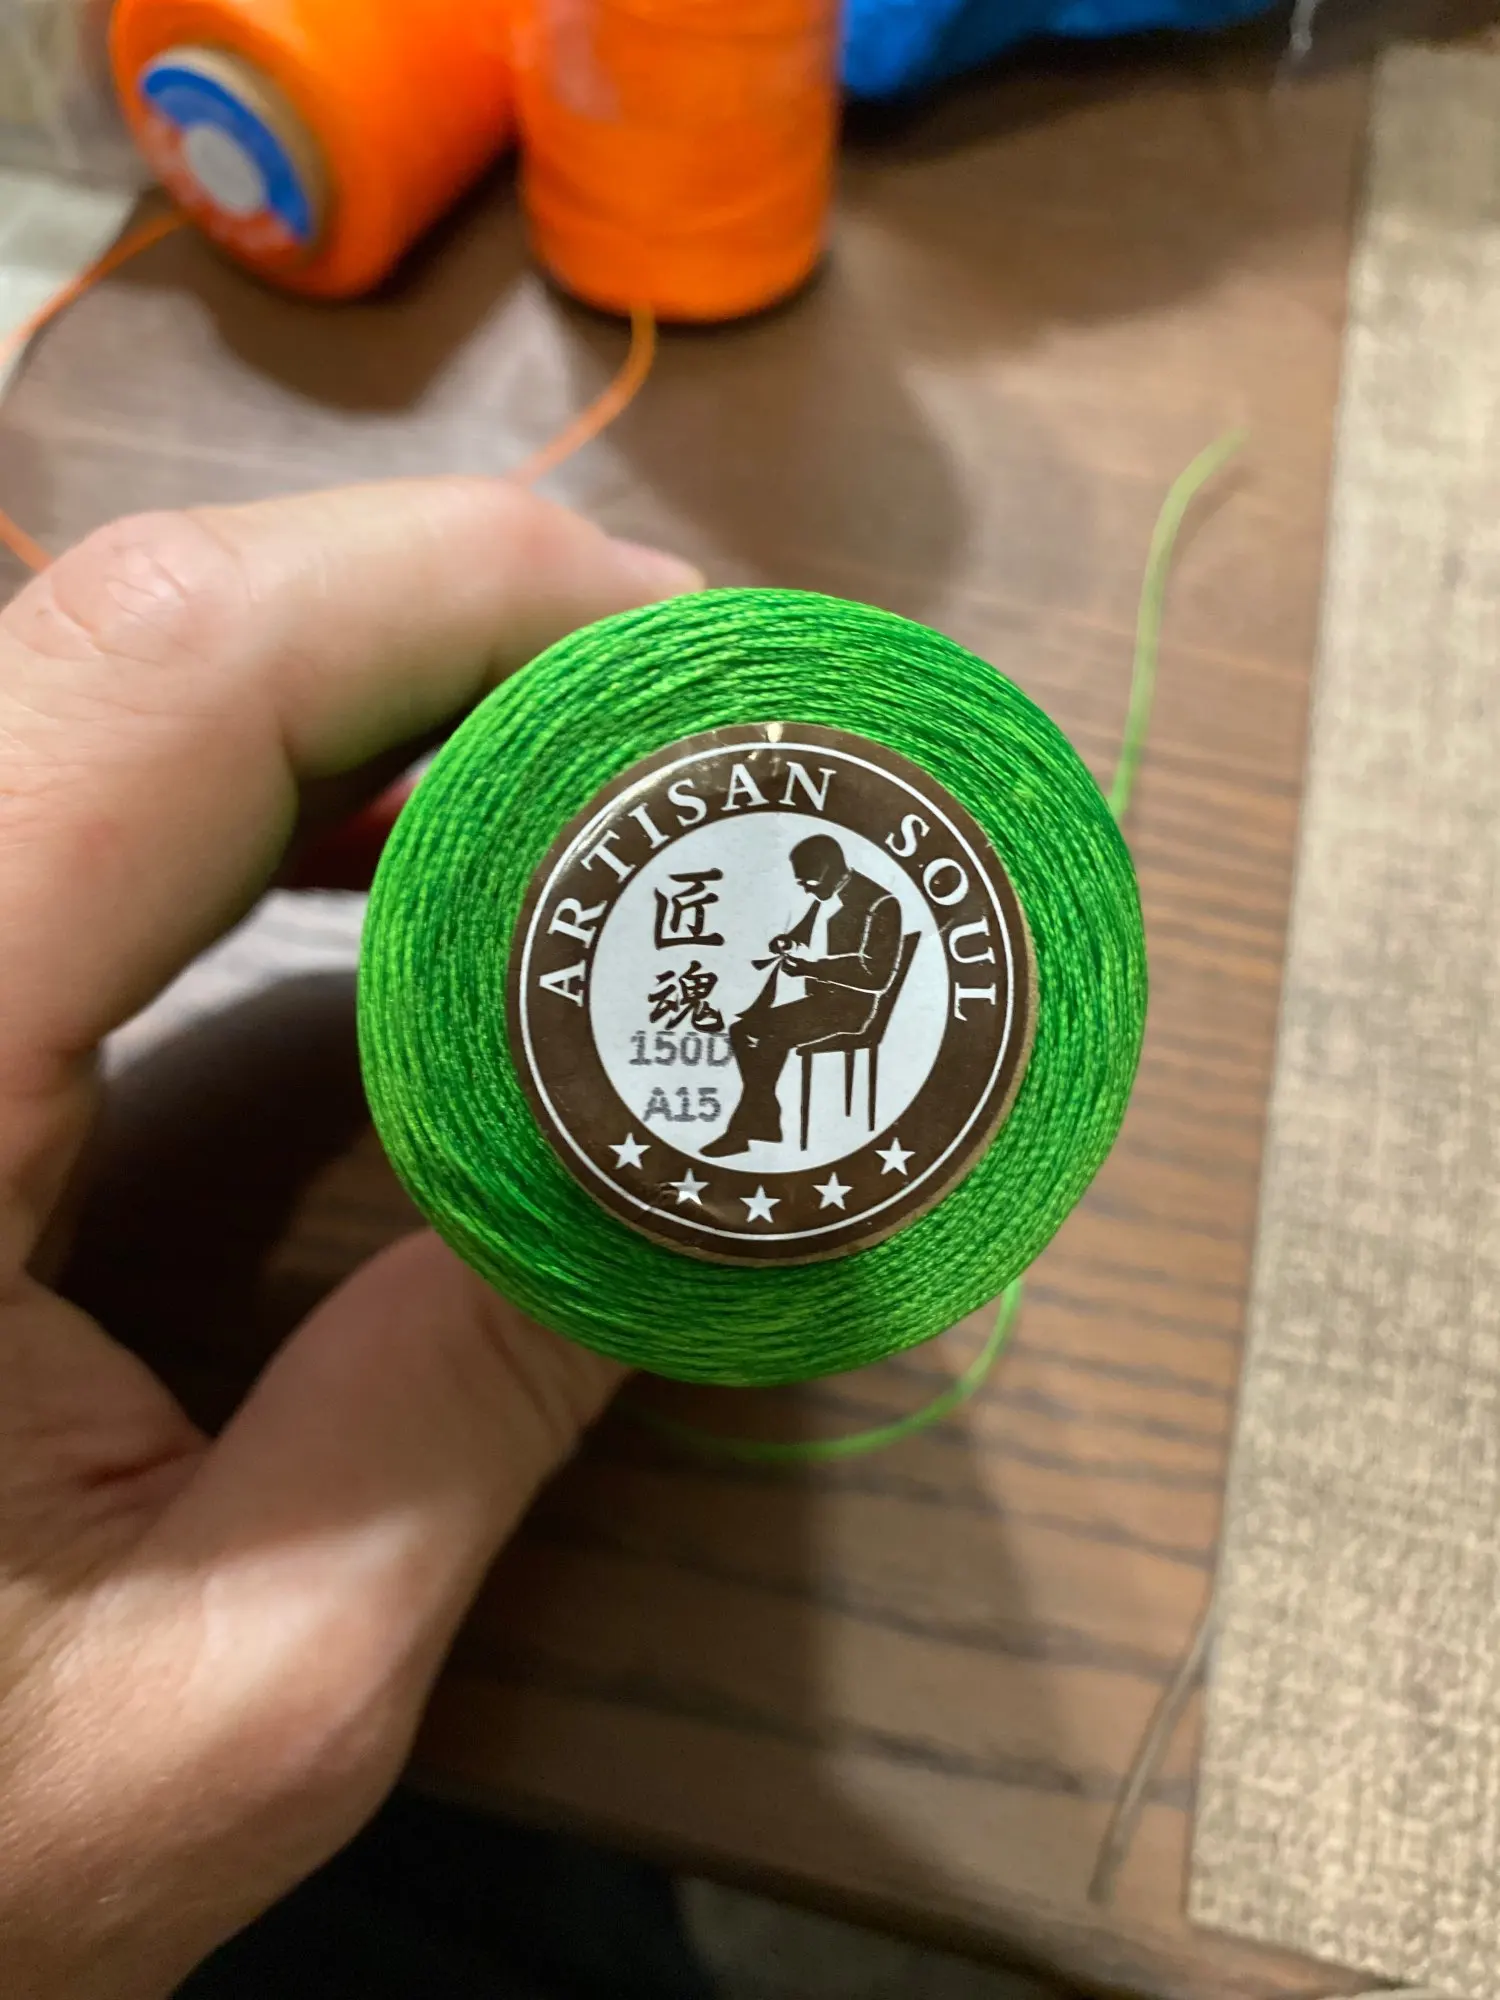 ARTISAN SOUL
匠
魂
150D
A15